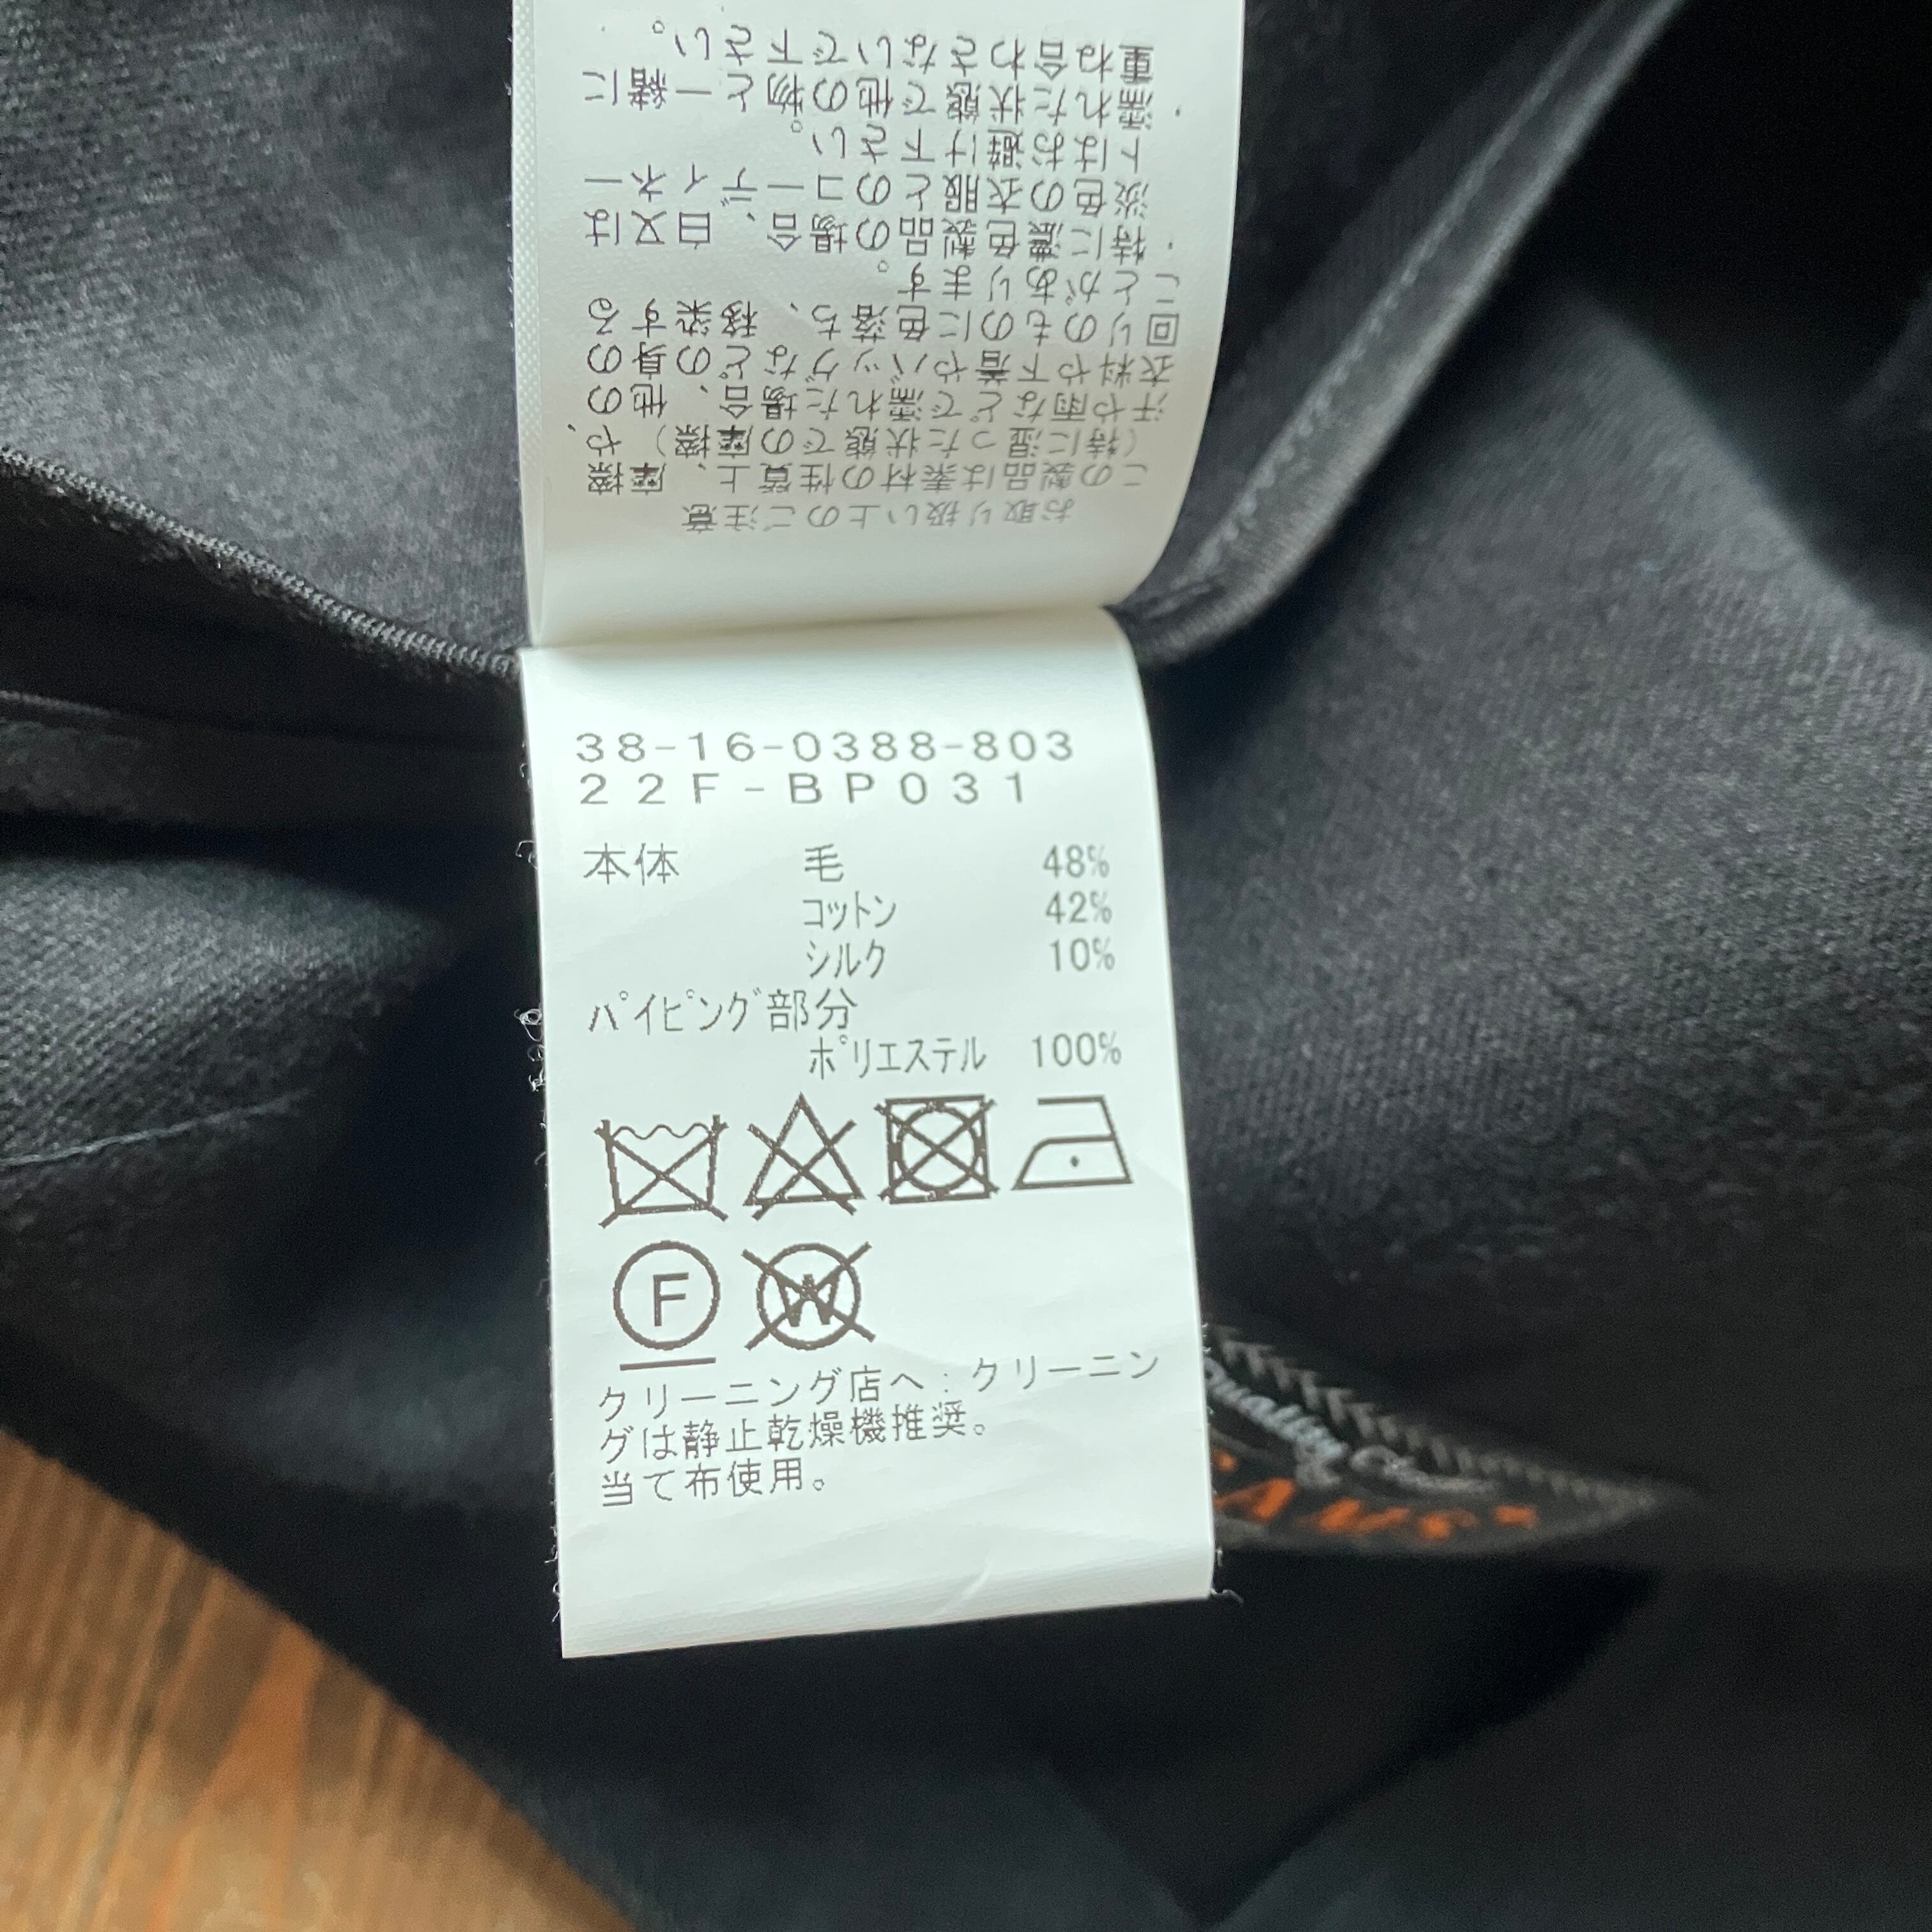 38-16-0388-803
22F-BP031
本体 毛 48%
コットン 42%
シルク 10%
パイピング部分
ポリエステル 100%
F
W
クリーニング店へ:クリーニン
グは静止乾燥機推奨。
当て布使用。
お取り扱い上のご注意
この製品は素材の性質上、摩擦
(特に湿った状態での摩擦)や、
汗や雨などで濡れた場合、他の
衣料や下着やバッグなどの身の
回りのものに色落ち、移染する
ことがあります。
・特に濃色製品の場合、白又は
淡色の衣服とのコーディネー
トはお避け下さい。
・濡れた状態で他の物と一緒に
重ね合わさないで下さい。
Quality